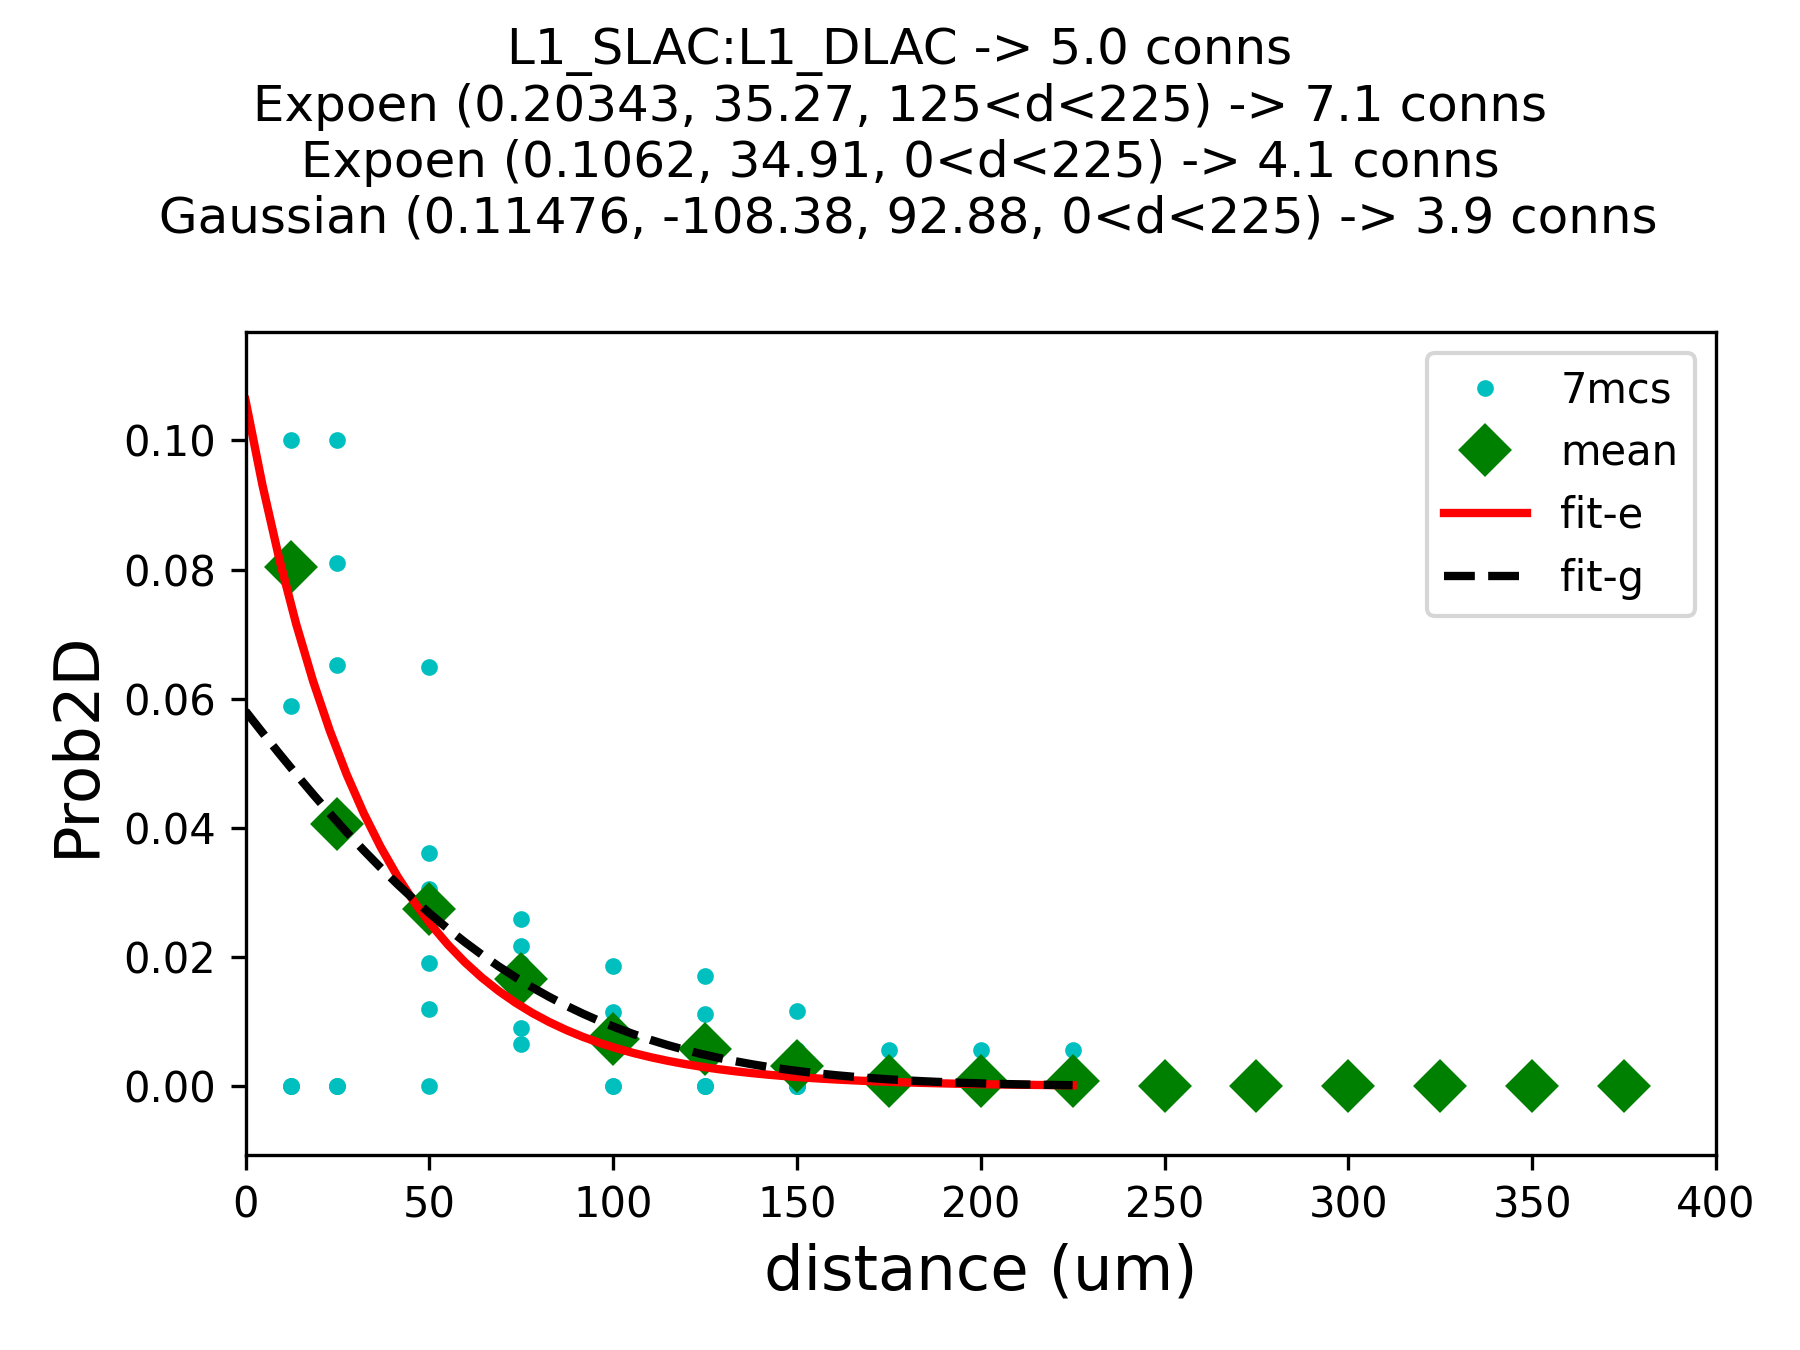 L1_SLAC:L1_DLAC -> 5.0 conns
Expoen (0.20343, 35.27, 125<d<225) -> 7.1 conns
Expoen (0.1062, 34.91, 0<d<225) -> 4.1 conns
Gaussian (0.11476, -108.38, 92.88, 0<d<225) -> 3.9 conns
7mcs
mean
fit-e
fit-g
Prob2D
0.10
0.08
0.06
0.04
0.02
0.00
0 50 100 150 200 250 300 350 400
distance (um)